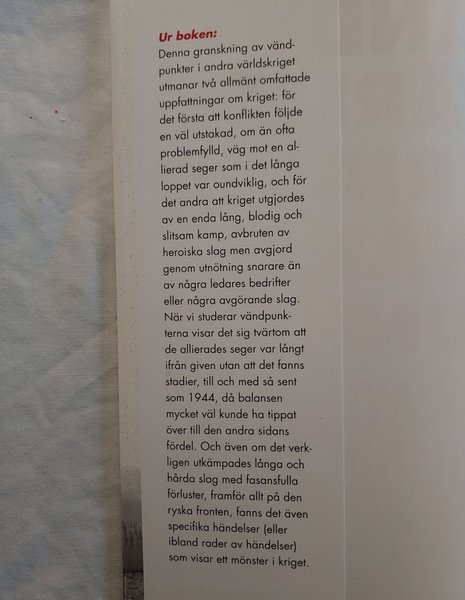 Ur boken:
Denna granskning av vänd-
punkter i andra världskriget
utmanar två allmänt omfattade
uppfattningar om kriget: för
det första att konflikten följde
en väl utstakad, om än ofta
problemfylld, väg mot en al-
lierad seger som i det långa
loppet var oundviklig, och för
det andra att kriget utgjordes
av en enda lång, blodig och
slitsam kamp, avbruten av
heroiska slag men avgjord
genom utnötning snarare än
av några ledares bedrifter
eller några avgörande slag.
När vi studerar vändpunk-
terna visar det sig tvärtom att
de allierades seger var långt
ifrån given utan att det fanns
stadier, till och med så sent
som 1944, då balansen
mycket väl kunde ha tippat
över till den andra sidans
fördel. Och även om det verk-
ligen utkämpades långa och
hårda slag med fasansfulla
förluster, framför allt på den
ryska fronten, fanns det även
specifika händelser (eller
ibland rader av händelser)
som visar ett mönster i kriget.